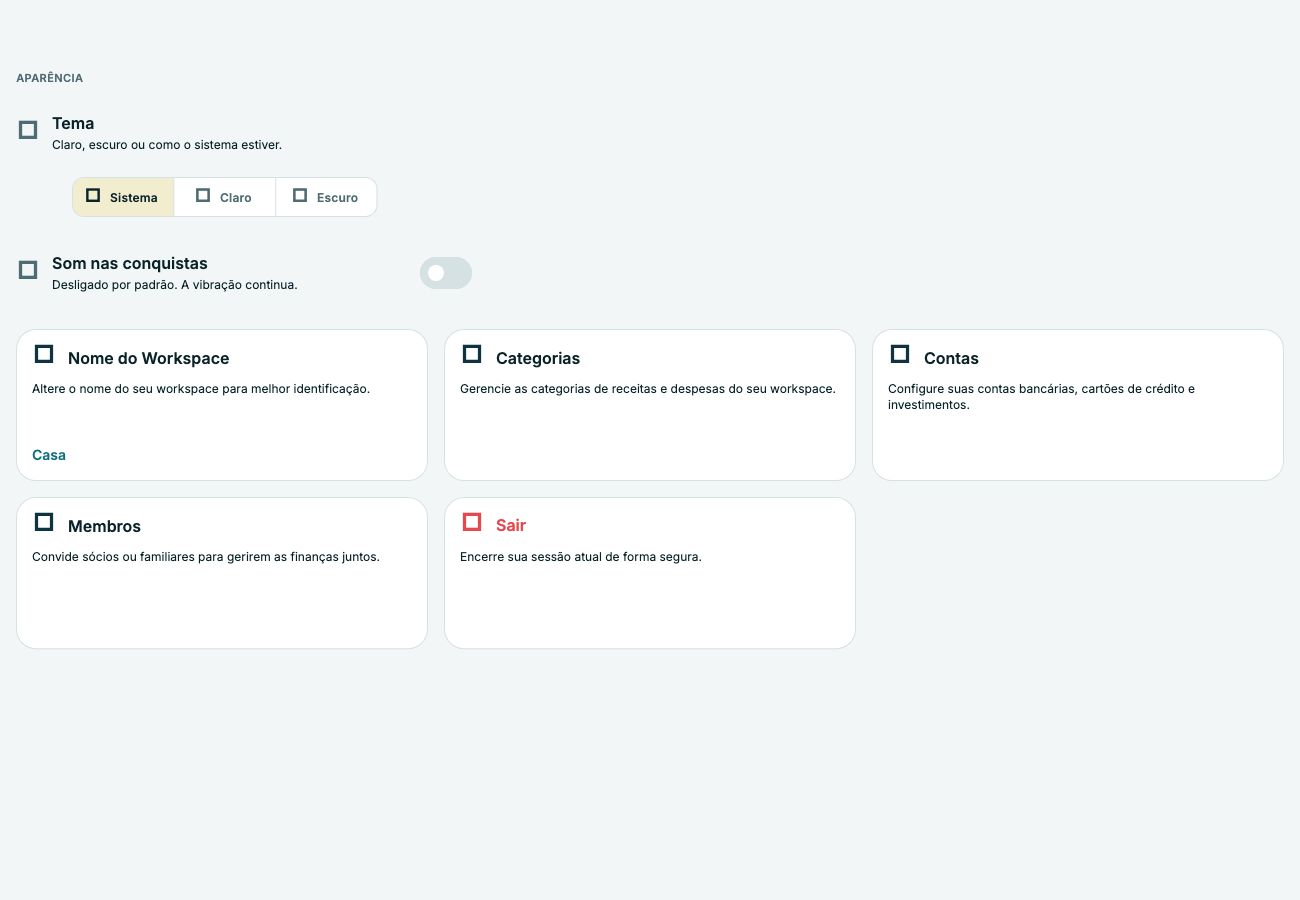 APARÊNCIA
Tema
Claro, escuro ou como o sistema estiver.
Sistema
Claro
Escuro
Som nas conquistas
Desligado por padrão. A vibração continua.
Nome do Workspace
Altere o nome do seu workspace para melhor identificação.
Casa
Categorias
Gerencie as categorias de receitas e despesas do seu workspace.
Contas
Configure suas contas bancárias, cartões de crédito e
investimentos.
Membros
Convide sócios ou familiares para gerirem as finanças juntos.
Sair
Encerre sua sessão atual de forma segura.